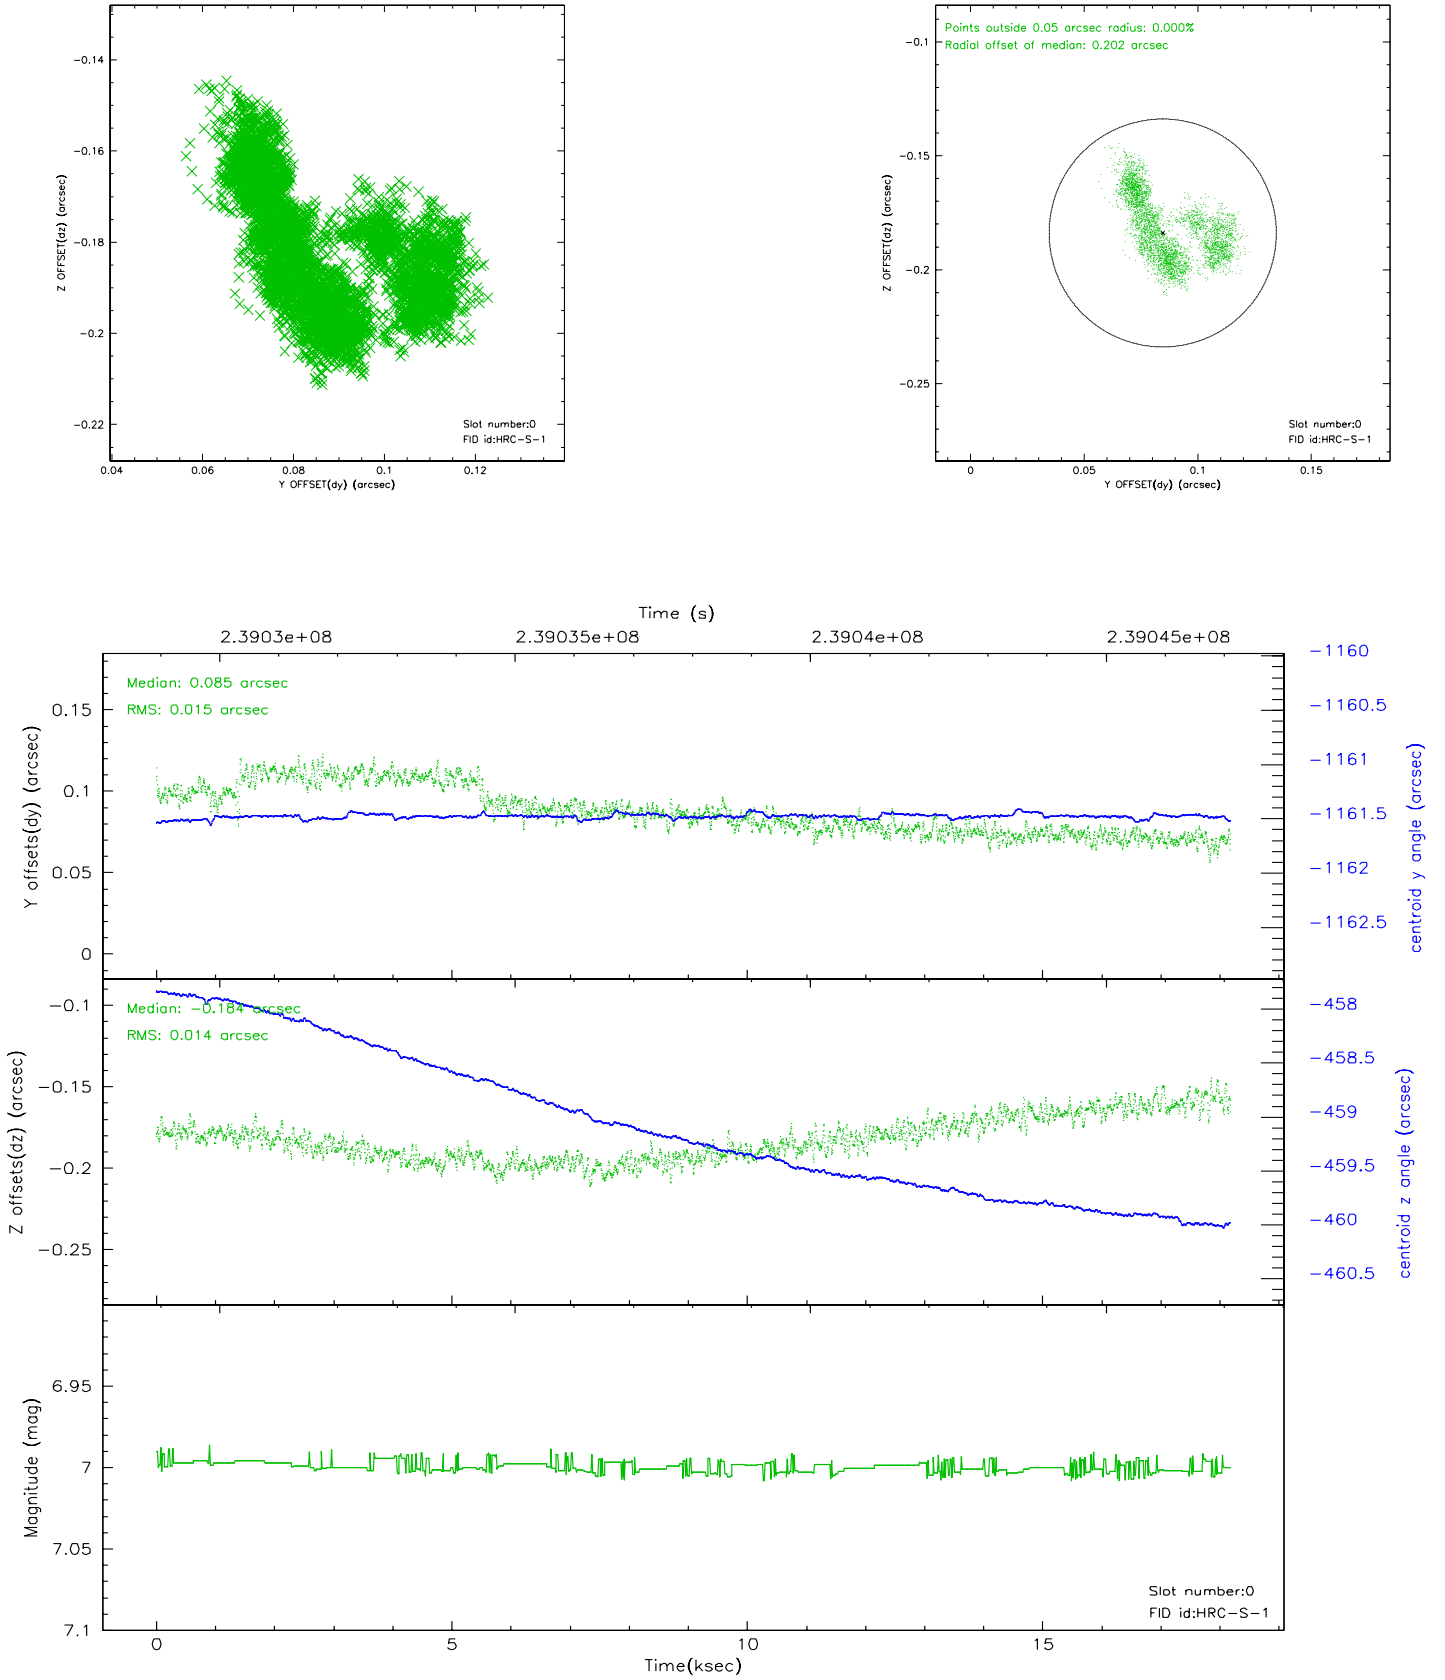 −0.14
−0.16
−0.18
−0.2
−0.22
Z OFFSET(dz) (arcsec)
0.04
0.06
0.08
0.1
0.12
Y OFFSET(dy) (arcsec)
Slot number:0
FID id:HRC−S−1
Points outside 0.05 arcsec radius: 0.000%
Radial offset of median: 0.202 arcsec
−0.1
−0.15
−0.2
−0.25
Z OFFSET(dz) (arcsec)
0
0.05
0.1
0.15
Y OFFSET(dy) (arcsec)
Slot number:0
FID id:HRC−S−1
Time (s)
2.3903e+08
2.39035e+08
2.3904e+08
2.39045e+08
Median: 0.085 arcsec
RMS: 0.015 arcsec
0.15
0.1
0.05
0
Y offsets(dy) (arcsec)
−1160
−1160.5
−1161
−1161.5
−1162
−1162.5
centroid y angle (arcsec)
Median: −0.184 arcsec
RMS: 0.014 arcsec
−0.1
−0.15
−0.2
−0.25
Z offsets(dz) (arcsec)
−458
−458.5
−459
−459.5
−460
−460.5
centroid z angle (arcsec)
6.95
7
7.05
7.1
Magnitude (mag)
Slot number:0
FID id:HRC−S−1
0
5
10
15
Time(ksec)